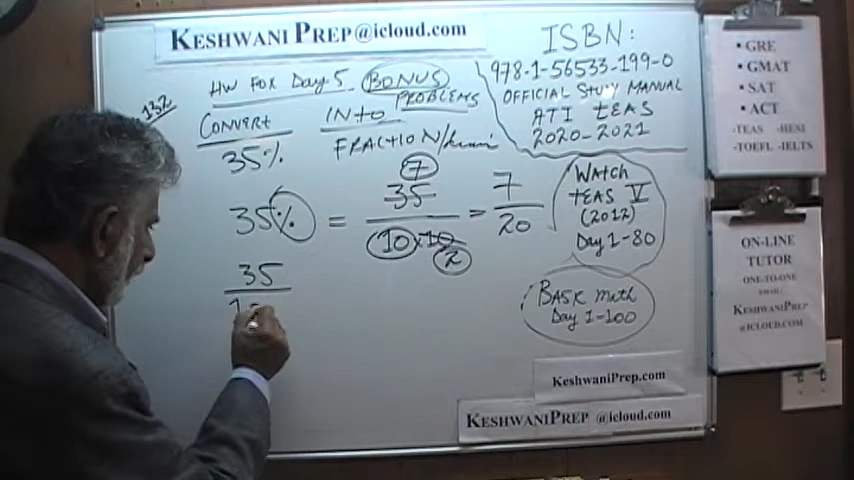 KESHWANIPREP@icloud.com
HW FOX Day 5 BONUS
PROBLEMS
132
CONVERT INTO
35% FRACTION/
35% = 35 / 10×10 = 7/20
7
2
35
ISBN:
978-1-56533-199-0
OFFICIAL STUDY MANUAL
ATI TEAS
2020-2021
WATCH
TEAS V
(2012)
Day 1-80
BASIC math
Day 1-100
KeshwaniPrep.com
KESHWANIPREP @icloud.com
• GRE
• GMAT
• SAT
• ACT
-TEAS -HESI
-TOEFL -IELTS
ON-LINE
TUTOR
ONE-TO-ONE
EMAIL:
KESHWANIPREP
@ICLOUD.COM